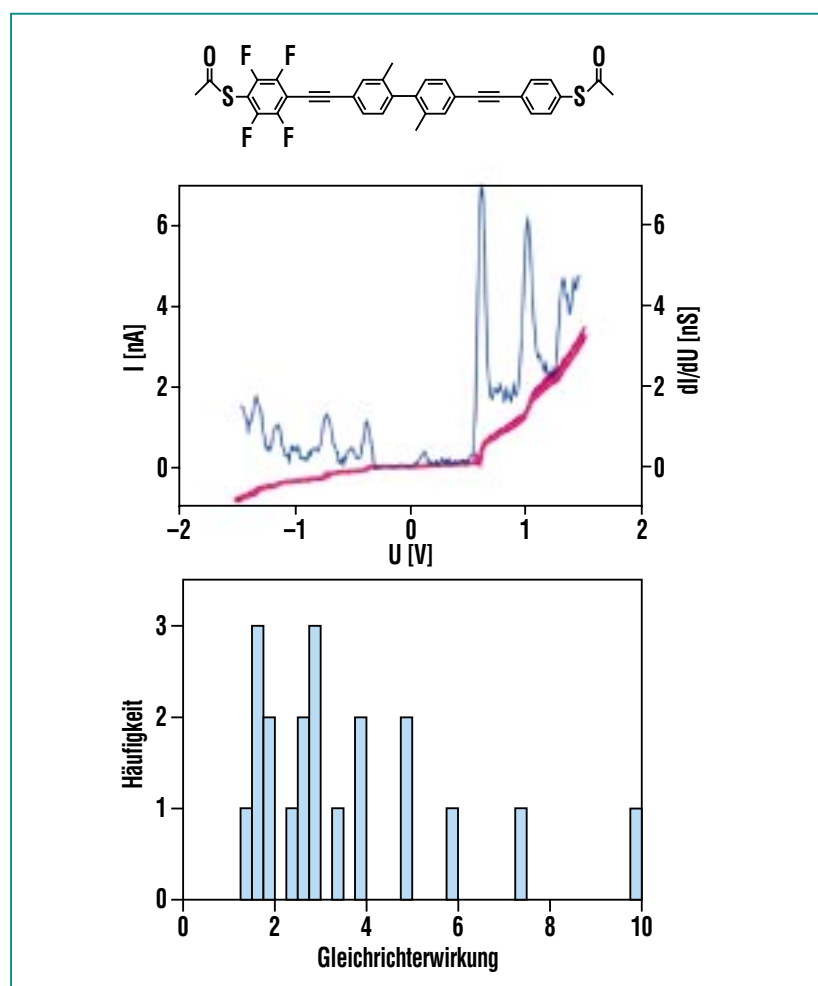 O O
F F
S S
F F
6 6
4 4
2 2
0 0
I [nA]
dI/dU [nS]
–2 –1 0 1 2
U [V]
3
2
1
0
Häufigkeit
0 2 4 6 8 10
Gleichrichterwirkung